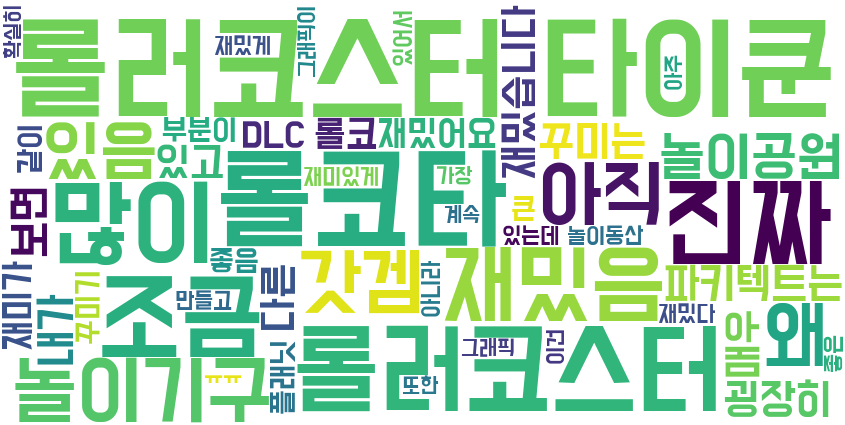 롤러코스터 타이쿤
확실히
재밌게
그래픽이
있어서
아주
재밌습니다
같이
있음
부분이
있고
DLC 롤코
재밌어요
꾸미는
놀이공원
보면
많이
롤코타
재미있게
가장
계속
큰
아직
진짜
있는데
놀이동산
재미가
내가
꾸미기
조금
좋음
만들고
다른
갓겜
아니라
재밌음
파키텍트는
재밌다
놀이기구
ㅠㅠ
플래닛
롤러코스터
또한
그래픽
이건
맵
아
왜
굉장히
좋은